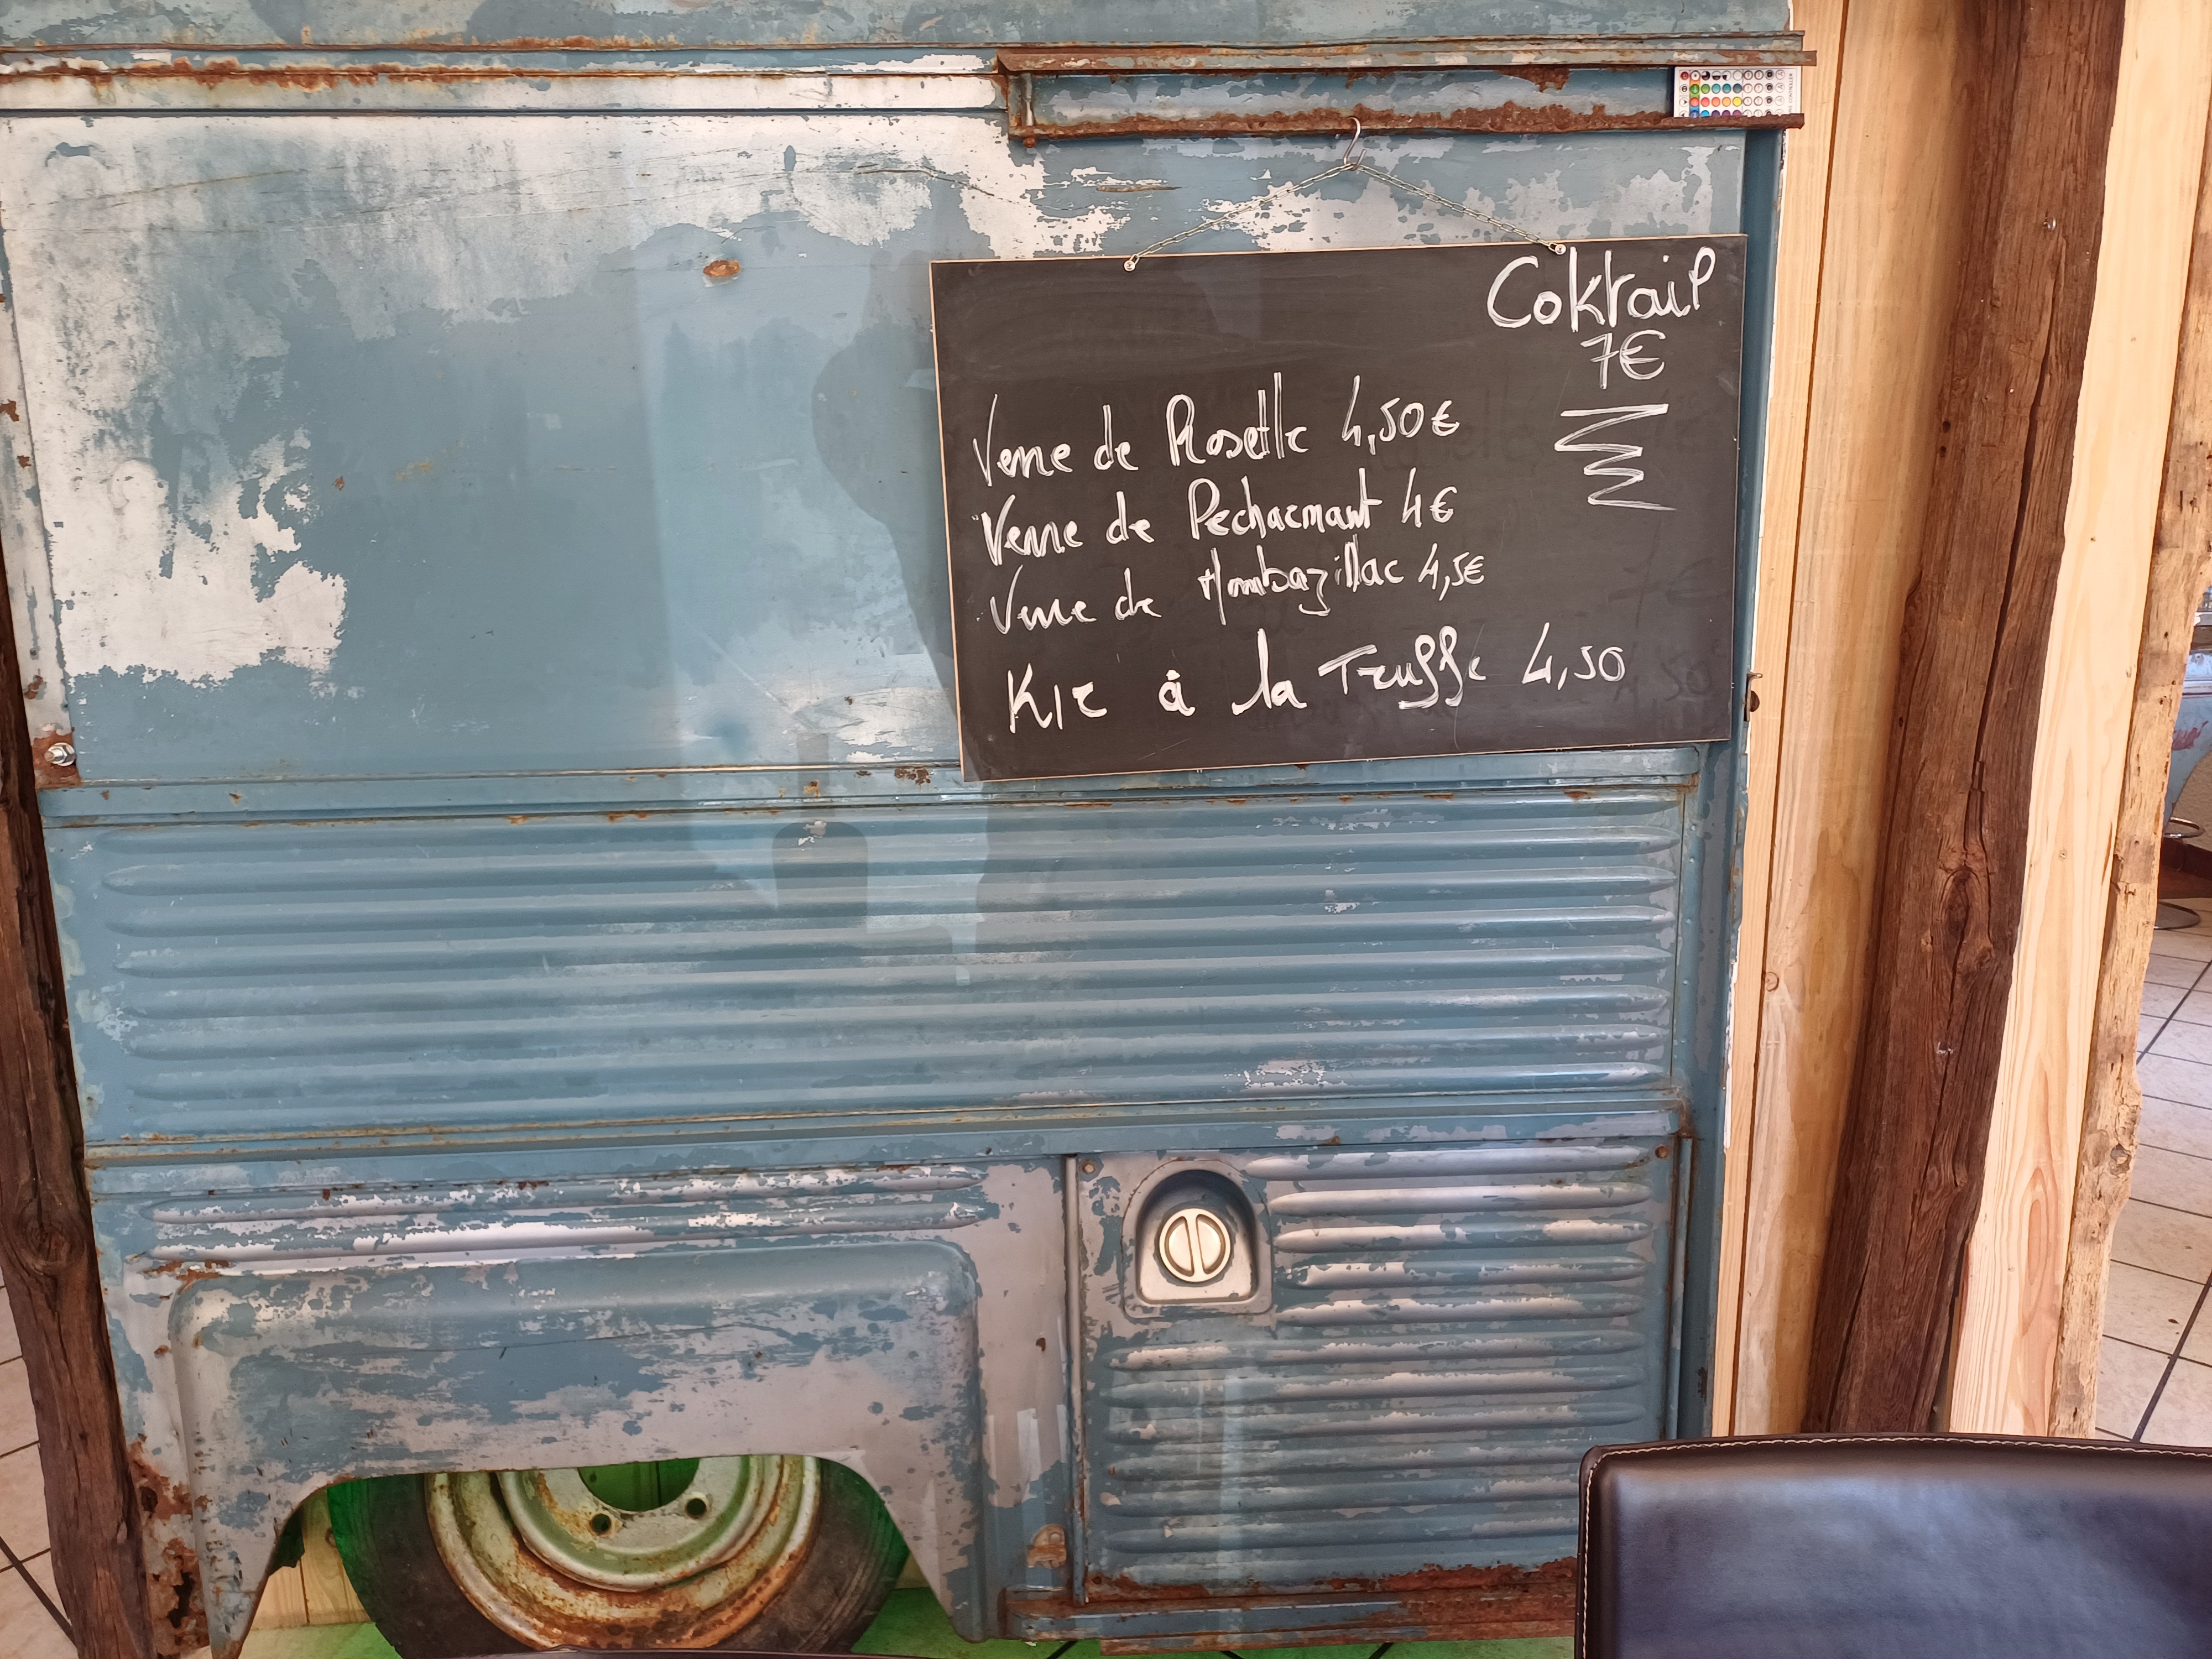 Coktail
7€
Verre de Rosette 4,50€
Verre de Pecharmant 4€
Verre de Monbazillac 4,5€
Kir à la Truffe 4,50